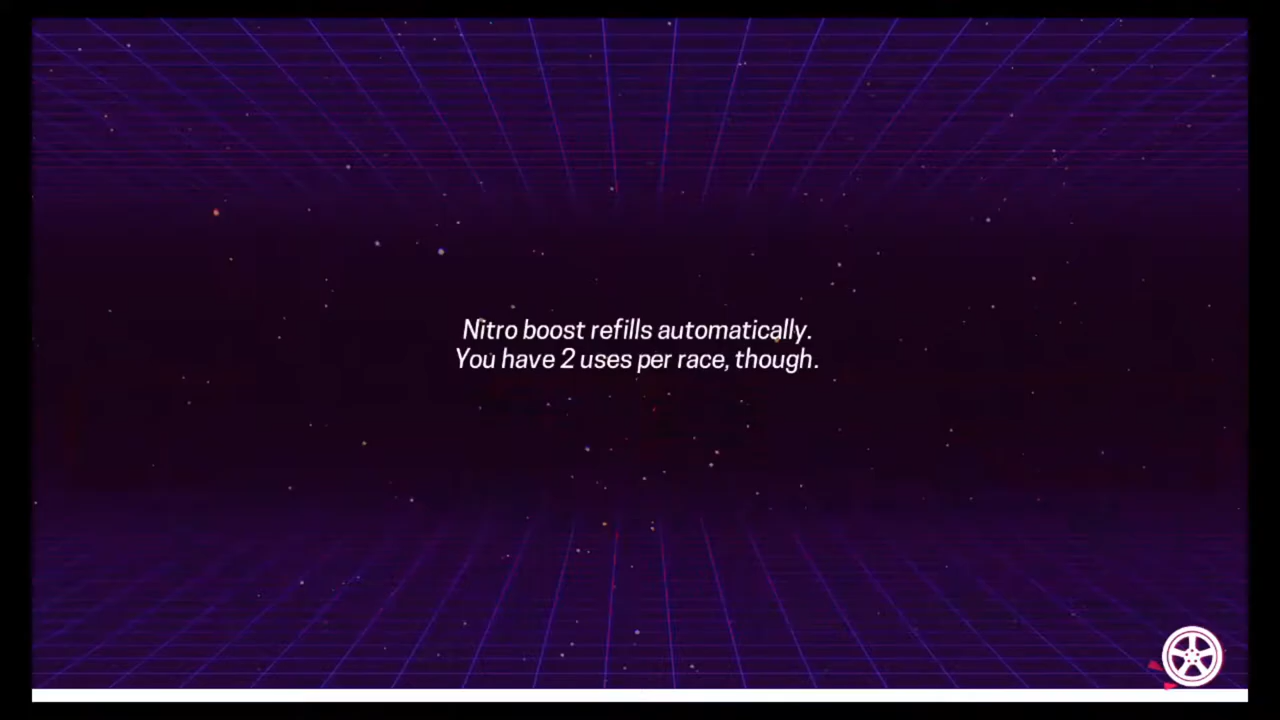 Nitro boost refills automatically.
You have 2 uses per race, though.